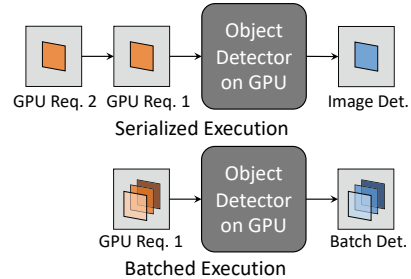 Object
Detector
on GPU
GPU Req. 2 GPU Req. 1 Image Det.
Serialized Execution
Object
Detector
on GPU
GPU Req. 1 Batch Det.
Batched Execution